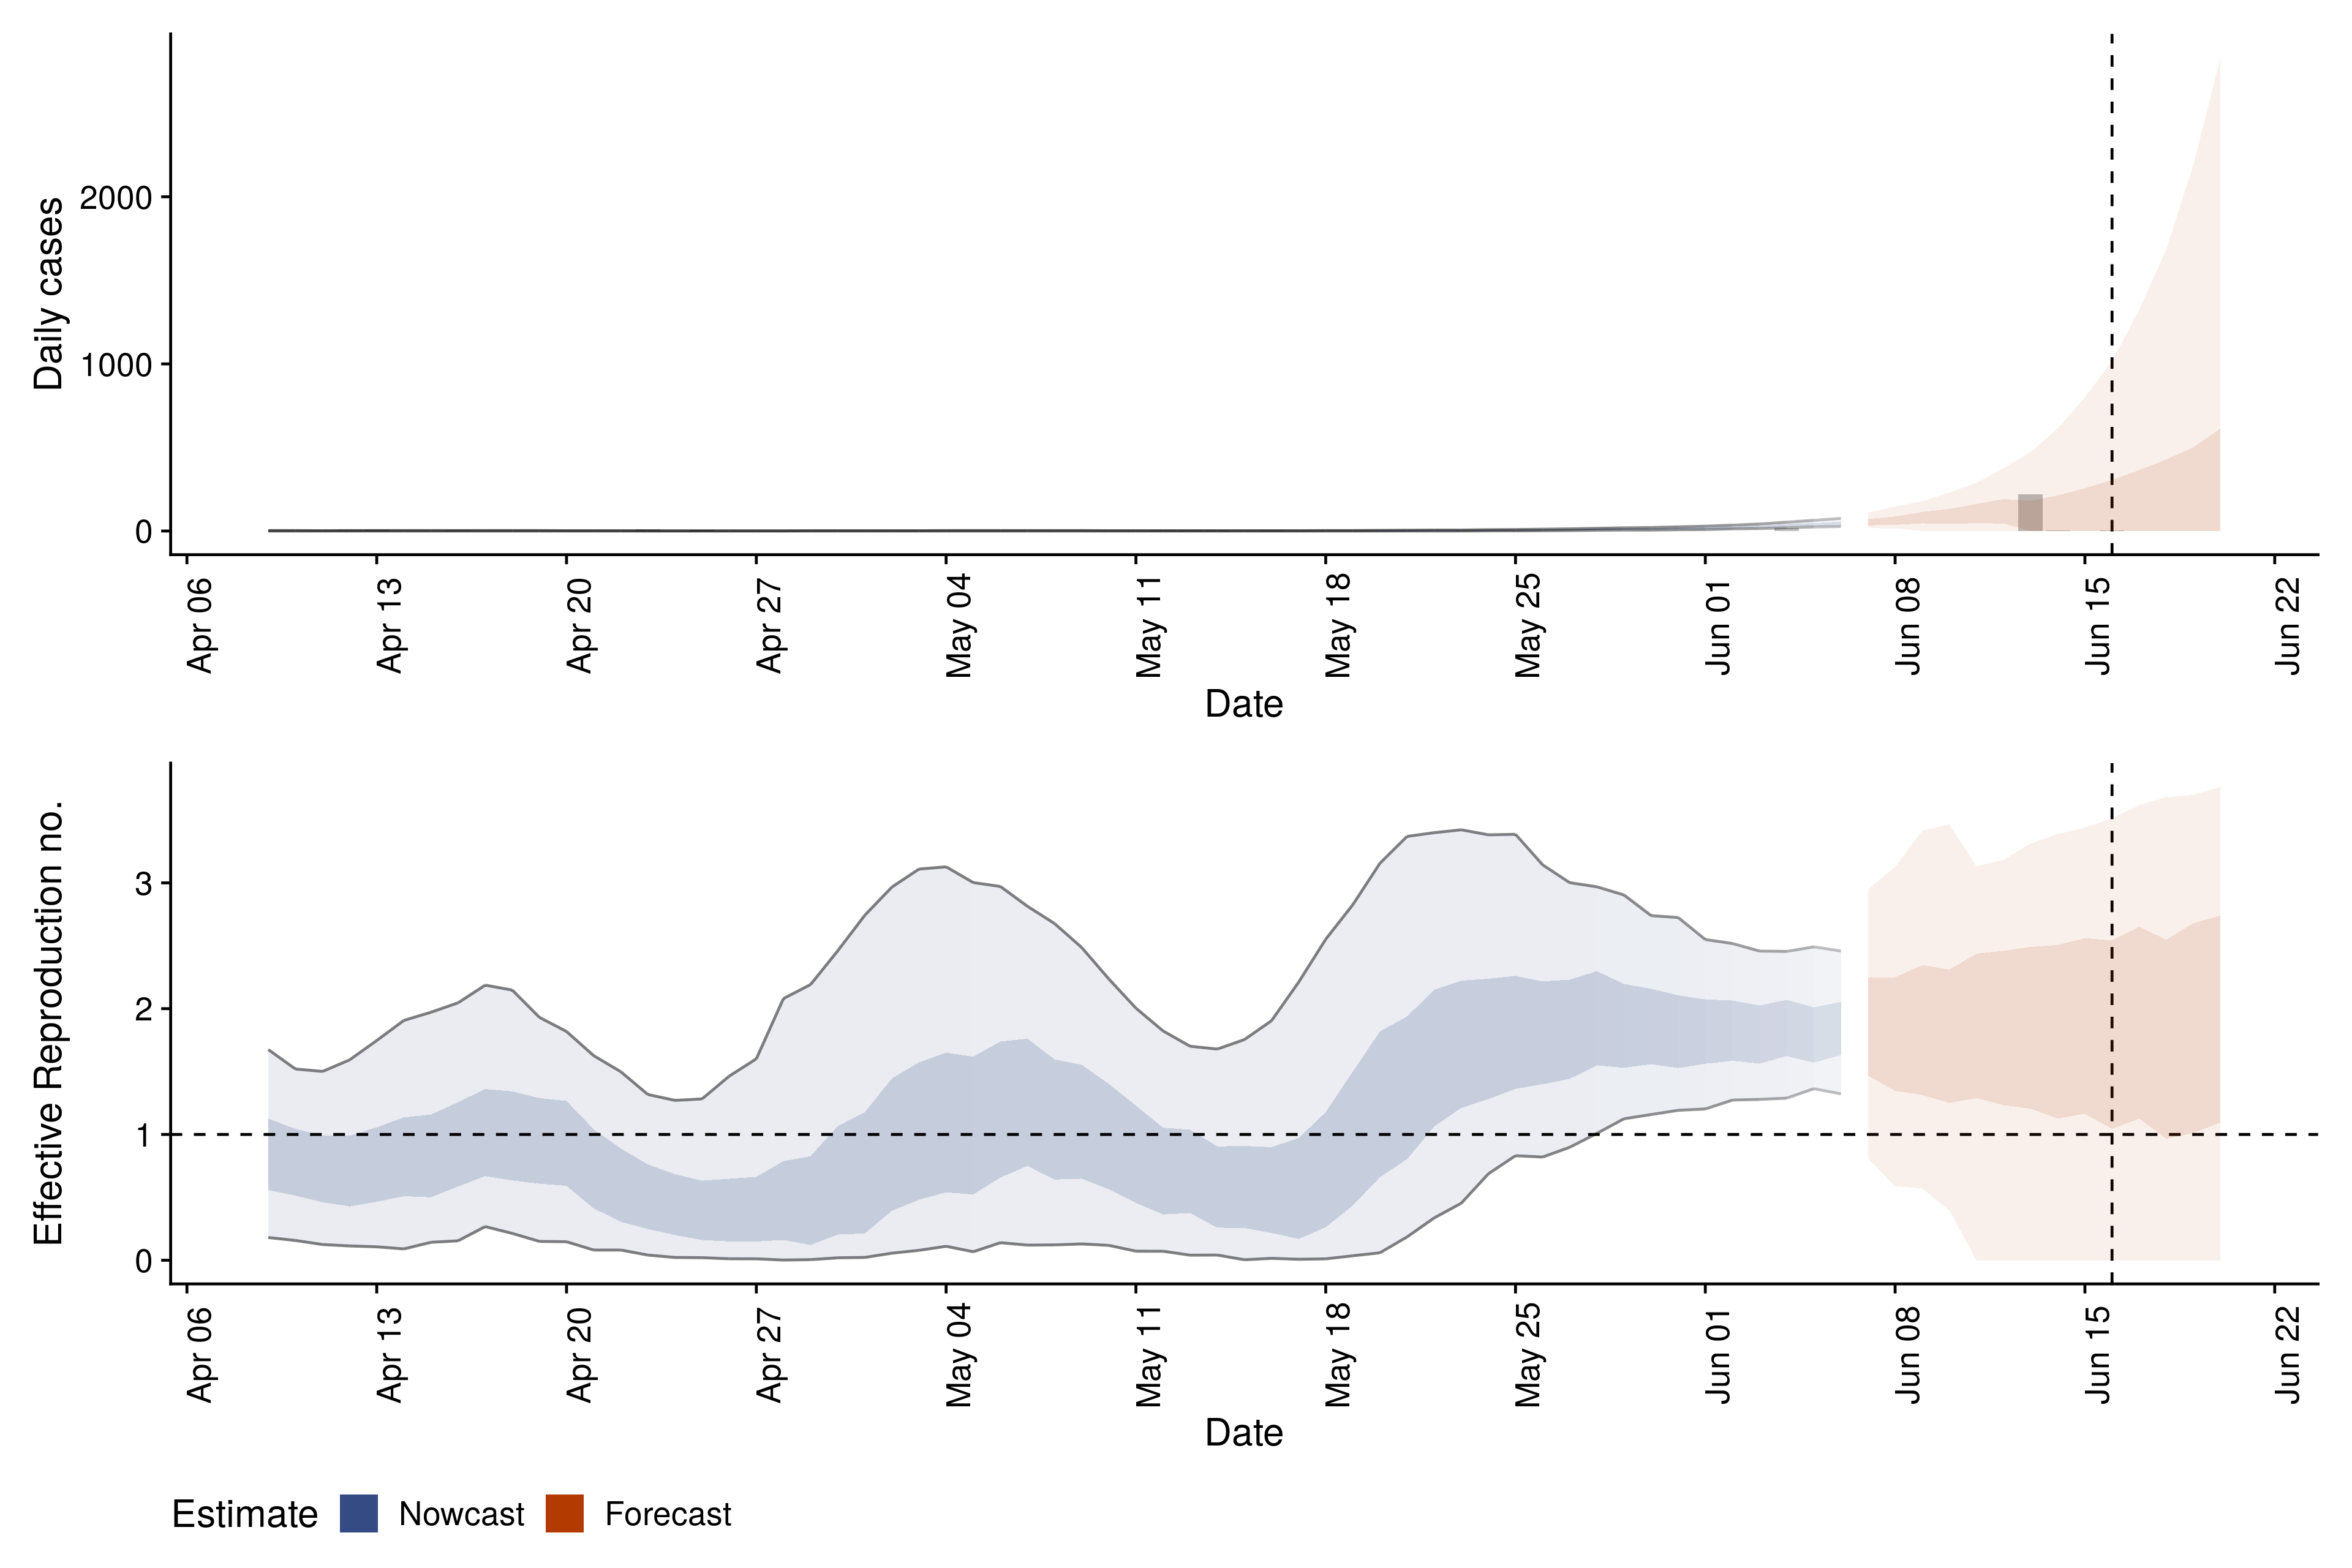 Daily cases
2000
1000
0
Apr 06
Apr 13
Apr 20
Apr 27
May 04
May 11
May 18
May 25
Jun 01
Jun 08
Jun 15
Jun 22
Date
Effective Reproduction no.
3
2
1
0
Apr 06
Apr 13
Apr 20
Apr 27
May 04
May 11
May 18
May 25
Jun 01
Jun 08
Jun 15
Jun 22
Date
Estimate Nowcast Forecast